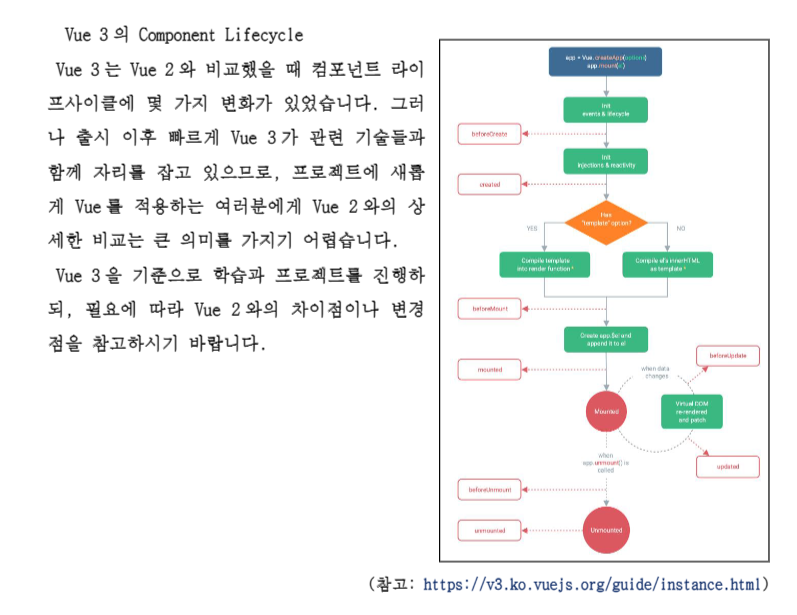 Vue 3의 Component Lifecycle
Vue 3는 Vue 2와 비교했을 때 컴포넌트 라이
프사이클에 몇 가지 변화가 있었습니다. 그러
나 출시 이후 빠르게 Vue 3가 관련 기술들과
함께 자리를 잡고 있으므로, 프로젝트에 새롭
게 Vue를 적용하는 여러분에게 Vue 2와의 상
세한 비교는 큰 의미를 가지기 어렵습니다.
Vue 3을 기준으로 학습과 프로젝트를 진행하
되, 필요에 따라 Vue 2와의 차이점이나 변경
점을 참고하시기 바랍니다.
app = Vue.createApp(options)
app.mount(el)
Init
events & lifecycle
beforeCreate
Init
injections & reactivity
created
Has
"template" option?
YES
NO
Compile template
into render function *
Compile el's innerHTML
as template *
beforeMount
Create app.$el and
append it to el
mounted
when data
changes
beforeUpdate
Mounted
Virtual DOM
re-rendered
and patch
updated
when
app.unmount() is
called
beforeUnmount
unmounted
Unmounted
(참고: https://v3.ko.vuejs.org/guide/instance.html)